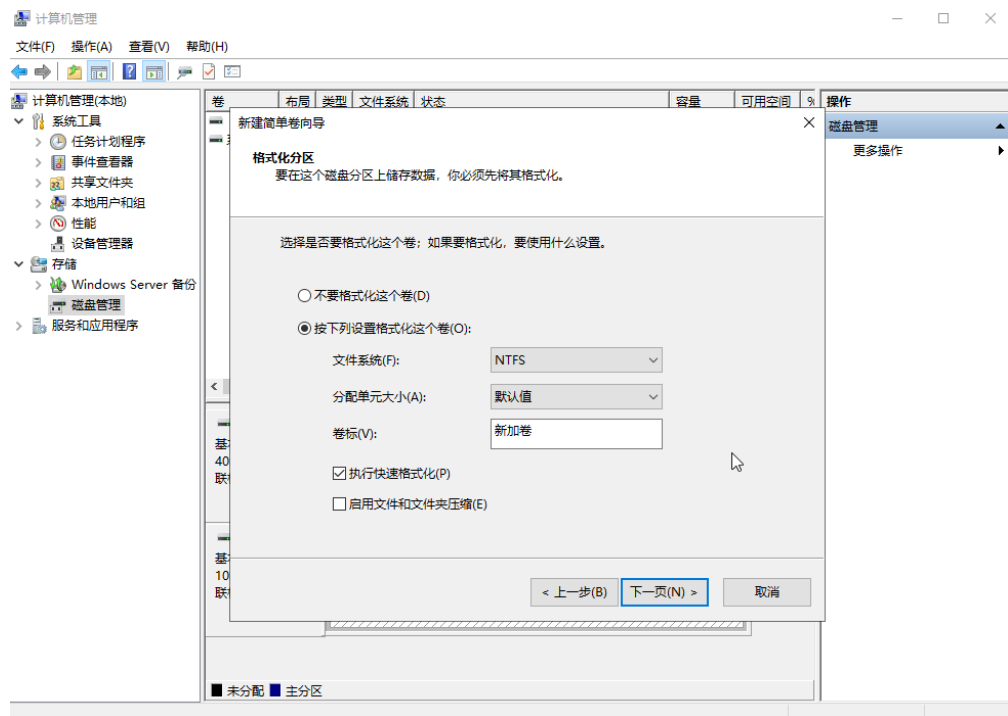 计算机管理
文件(F) 操作(A) 查看(V) 帮助(H)
计算机管理(本地)
系统工具
任务计划程序
事件查看器
共享文件夹
本地用户和组
性能
设备管理器
存储
Windows Server 备份
磁盘管理
服务和应用程序
卷 布局 类型 文件系统 状态 容量 可用空间 %
新建简单卷向导
格式化分区
要在这个磁盘分区上储存数据，你必须先将其格式化。
选择是否要格式化这个卷；如果要格式化，要使用什么设置。
不要格式化这个卷(D)
按下列设置格式化这个卷(O):
文件系统(F): NTFS
分配单元大小(A): 默认值
卷标(V): 新加卷
执行快速格式化(P)
启用文件和文件夹压缩(E)
< 上一步(B) 下一页(N) > 取消
基
40
联
基
10
联
未分配 主分区
操作
磁盘管理
更多操作